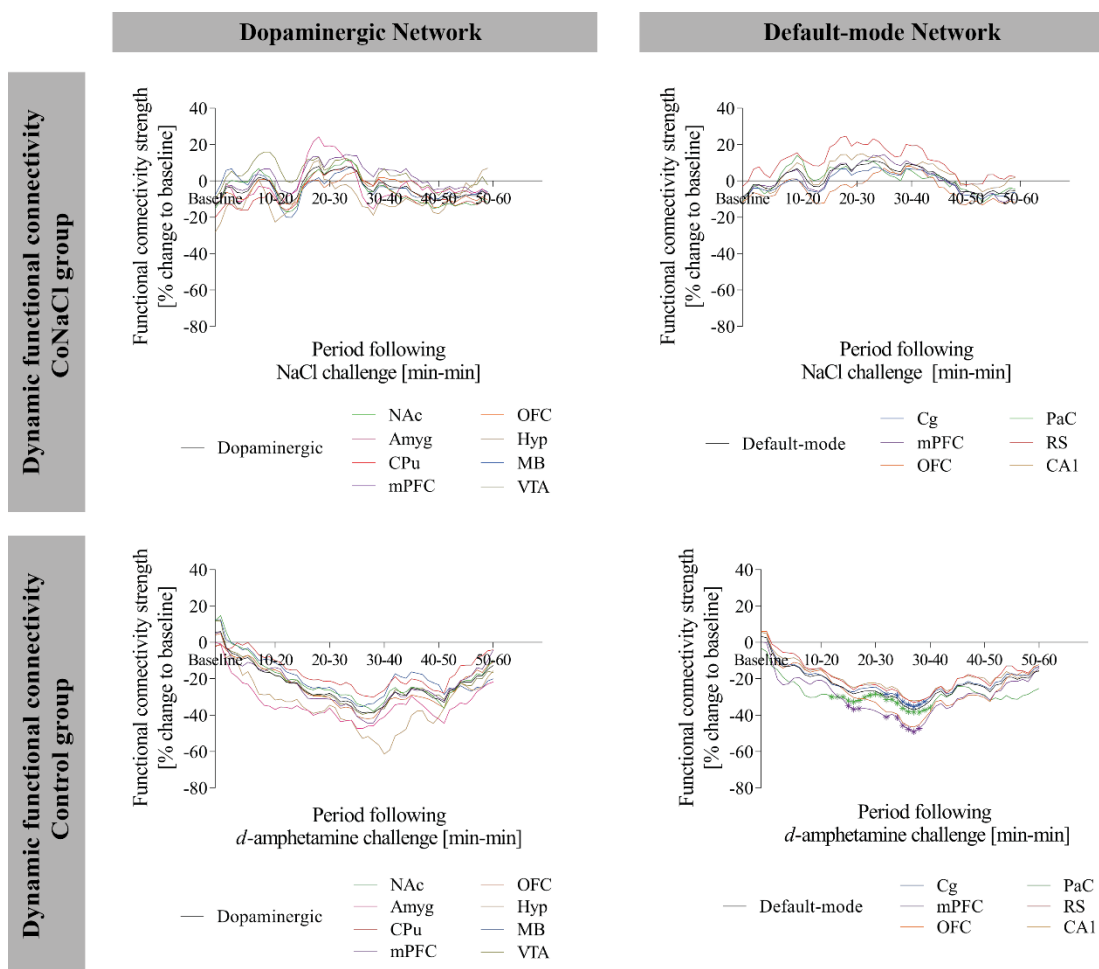 Dopaminergic Network
Default-mode Network
Dynamic functional connectivity
CoNaCl group
Functional connectivity strength
[% change to baseline]
40
20
0
-20
-40
-60
-80
Baseline
10-20
20-30
30-40
40-50
50-60
Period following
NaCl challenge [min-min]
Dopaminergic
NAc
Amyg
CPu
mPFC
OFC
Hyp
MB
VTA
Functional connectivity strength
[% change to baseline]
40
20
0
-20
-40
-60
-80
Baseline
10-20
20-30
30-40
40-50
50-60
Period following
NaCl challenge [min-min]
Default-mode
Cg
mPFC
OFC
PaC
RS
CA1
Dynamic functional connectivity
Control group
Functional connectivity strength
[% change to baseline]
40
20
0
-20
-40
-60
-80
Baseline
10-20
20-30
30-40
40-50
50-60
Period following
d-amphetamine challenge [min-min]
Dopaminergic
NAc
Amyg
CPu
mPFC
OFC
Hyp
MB
VTA
Functional connectivity strength
[% change to baseline]
40
20
0
-20
-40
-60
-80
Baseline
10-20
20-30
30-40
40-50
50-60
Period following
d-amphetamine challenge [min-min]
Default-mode
Cg
mPFC
OFC
PaC
RS
CA1